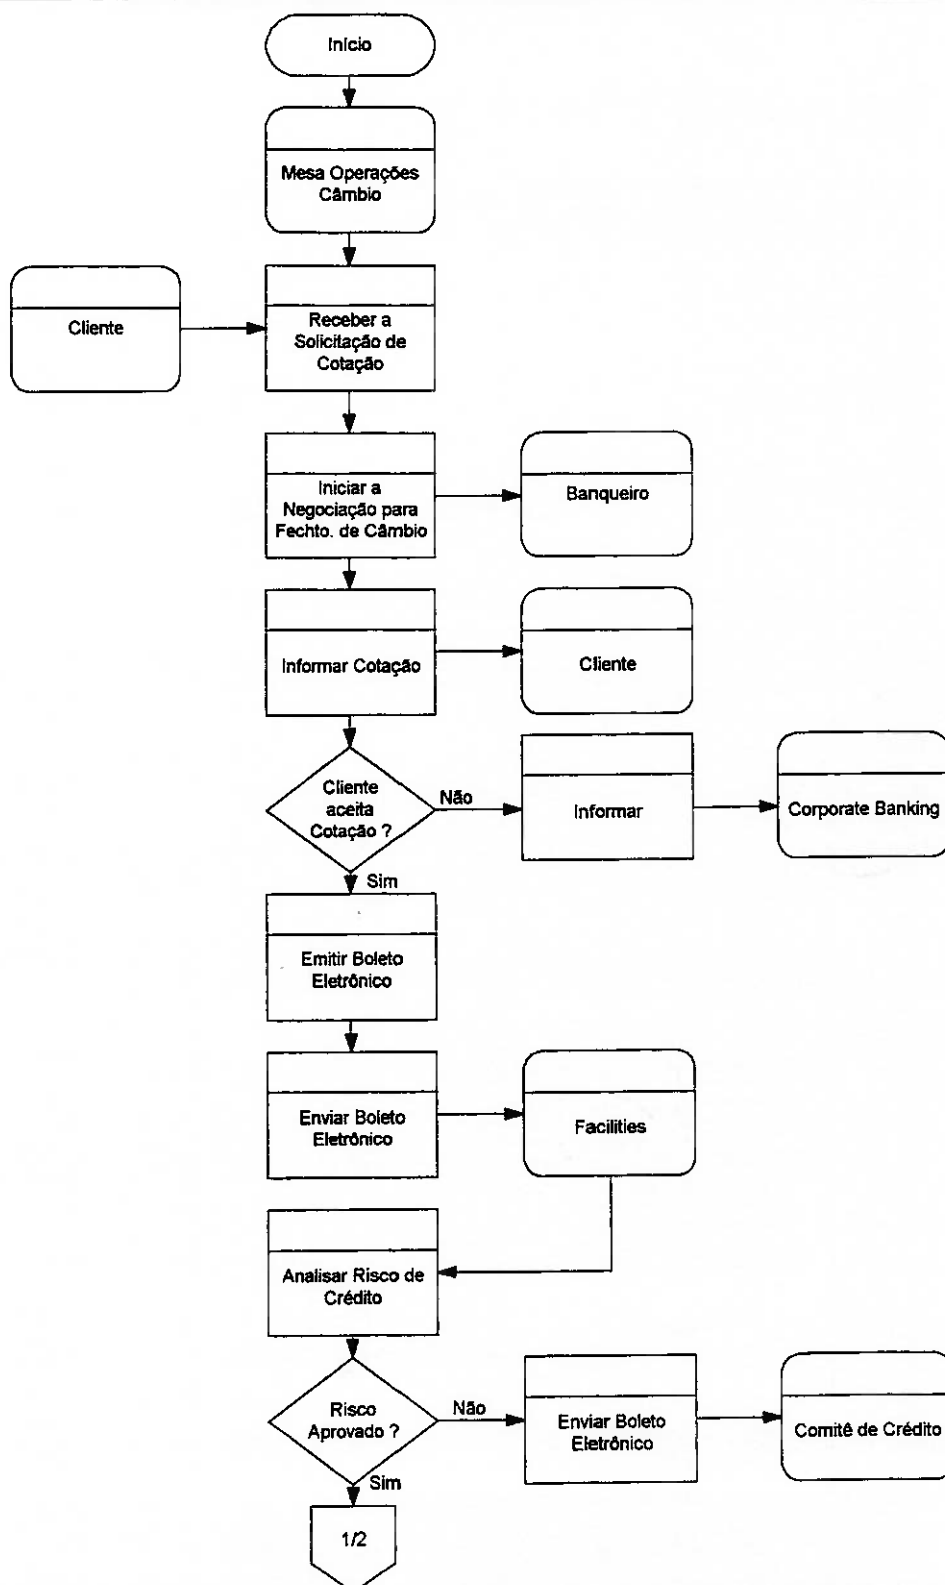 Início
Mesa Operações
Câmbio
Cliente
Receber a
Solicitação de
Cotação
Iniciar a
Negociação para
Fechto. de Câmbio
Banqueiro
Informar Cotação
Cliente
Cliente
aceita
Cotação ?
Não
Informar
Corporate Banking
Sim
Emitir Boleto
Eletrônico
Enviar Boleto
Eletrônico
Facilities
Analisar Risco de
Crédito
Risco
Aprovado ?
Não
Enviar Boleto
Eletrônico
Comitê de Crédito
Sim
1/2